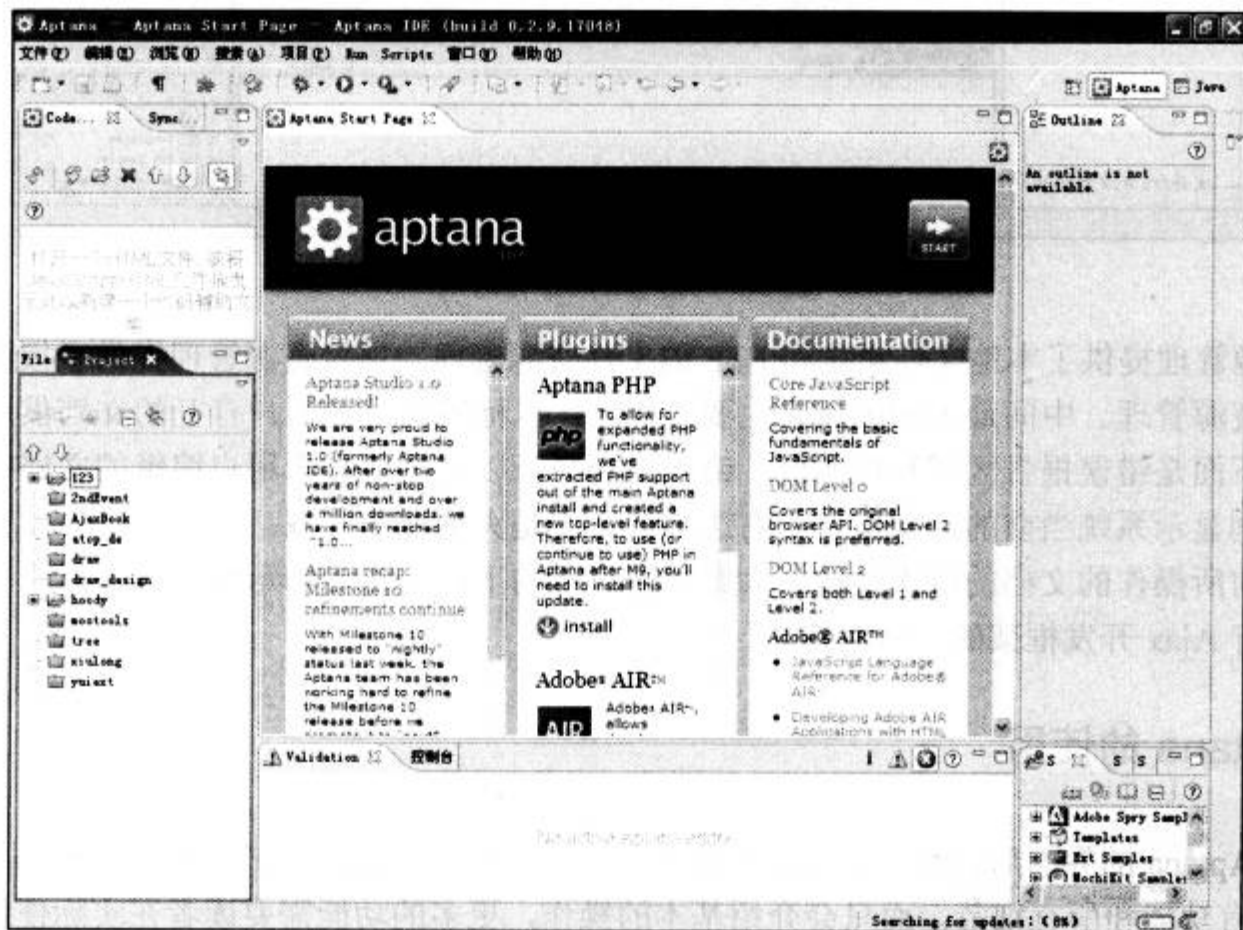 Aptana - Aptana Start Page - Aptana IDE (build 0.2.9.17048)
文件(F) 编辑(E) 浏览(N) 搜索(A) 项目(P) Run Scripts 窗口(W) 帮助(H)
Aptana Java
Code... Sync...
Aptana Start Page
Outline
An outline is not available.
aptana
START
File Project
123
2ndEvent
AjaxBook
atop_de
draw
draw_design
hoody
mostools
tree
xiulong
yuiext
News
Aptana Studio 1.0
Released!
We are very proud to
release Aptana Studio
1.0 (formerly Aptana
IDE). After over two
years of non-stop
development and over
a million downloads, we
have finally reached
"1.0...
Aptana recap:
Milestone 10
refinements continue
With Milestone 10
released to "nightly"
status last week, the
Aptana team has been
working hard to refine
the Milestone 10
release before we
Plugins
Aptana PHP
php
To allow for
expanded PHP
functionality,
we've
extracted PHP support
out of the main Aptana
install and created a
new top-level feature.
Therefore, to use (or
continue to use) PHP in
Aptana after M9, you'll
need to install this
update.
install
Adobe® AIR™
AIR
Adobe® AIR™,
allows
Documentation
Core JavaScript
Reference
Covering the basic
fundamentals of
JavaScript.
DOM Level 0
Covers the original
browser API. DOM Level 2
syntax is preferred.
DOM Level 2
Covers both Level 1 and
Level 2.
Adobe® AIR™
JavaScript Language
Reference for Adobe®
AIR
Developing Adobe AIR
Applications with HTML
Validation 控制台
S S S
Adobe Spry Sampl
Templates
Ext Samples
MochiKit Samples
Searching for updates: (8%)